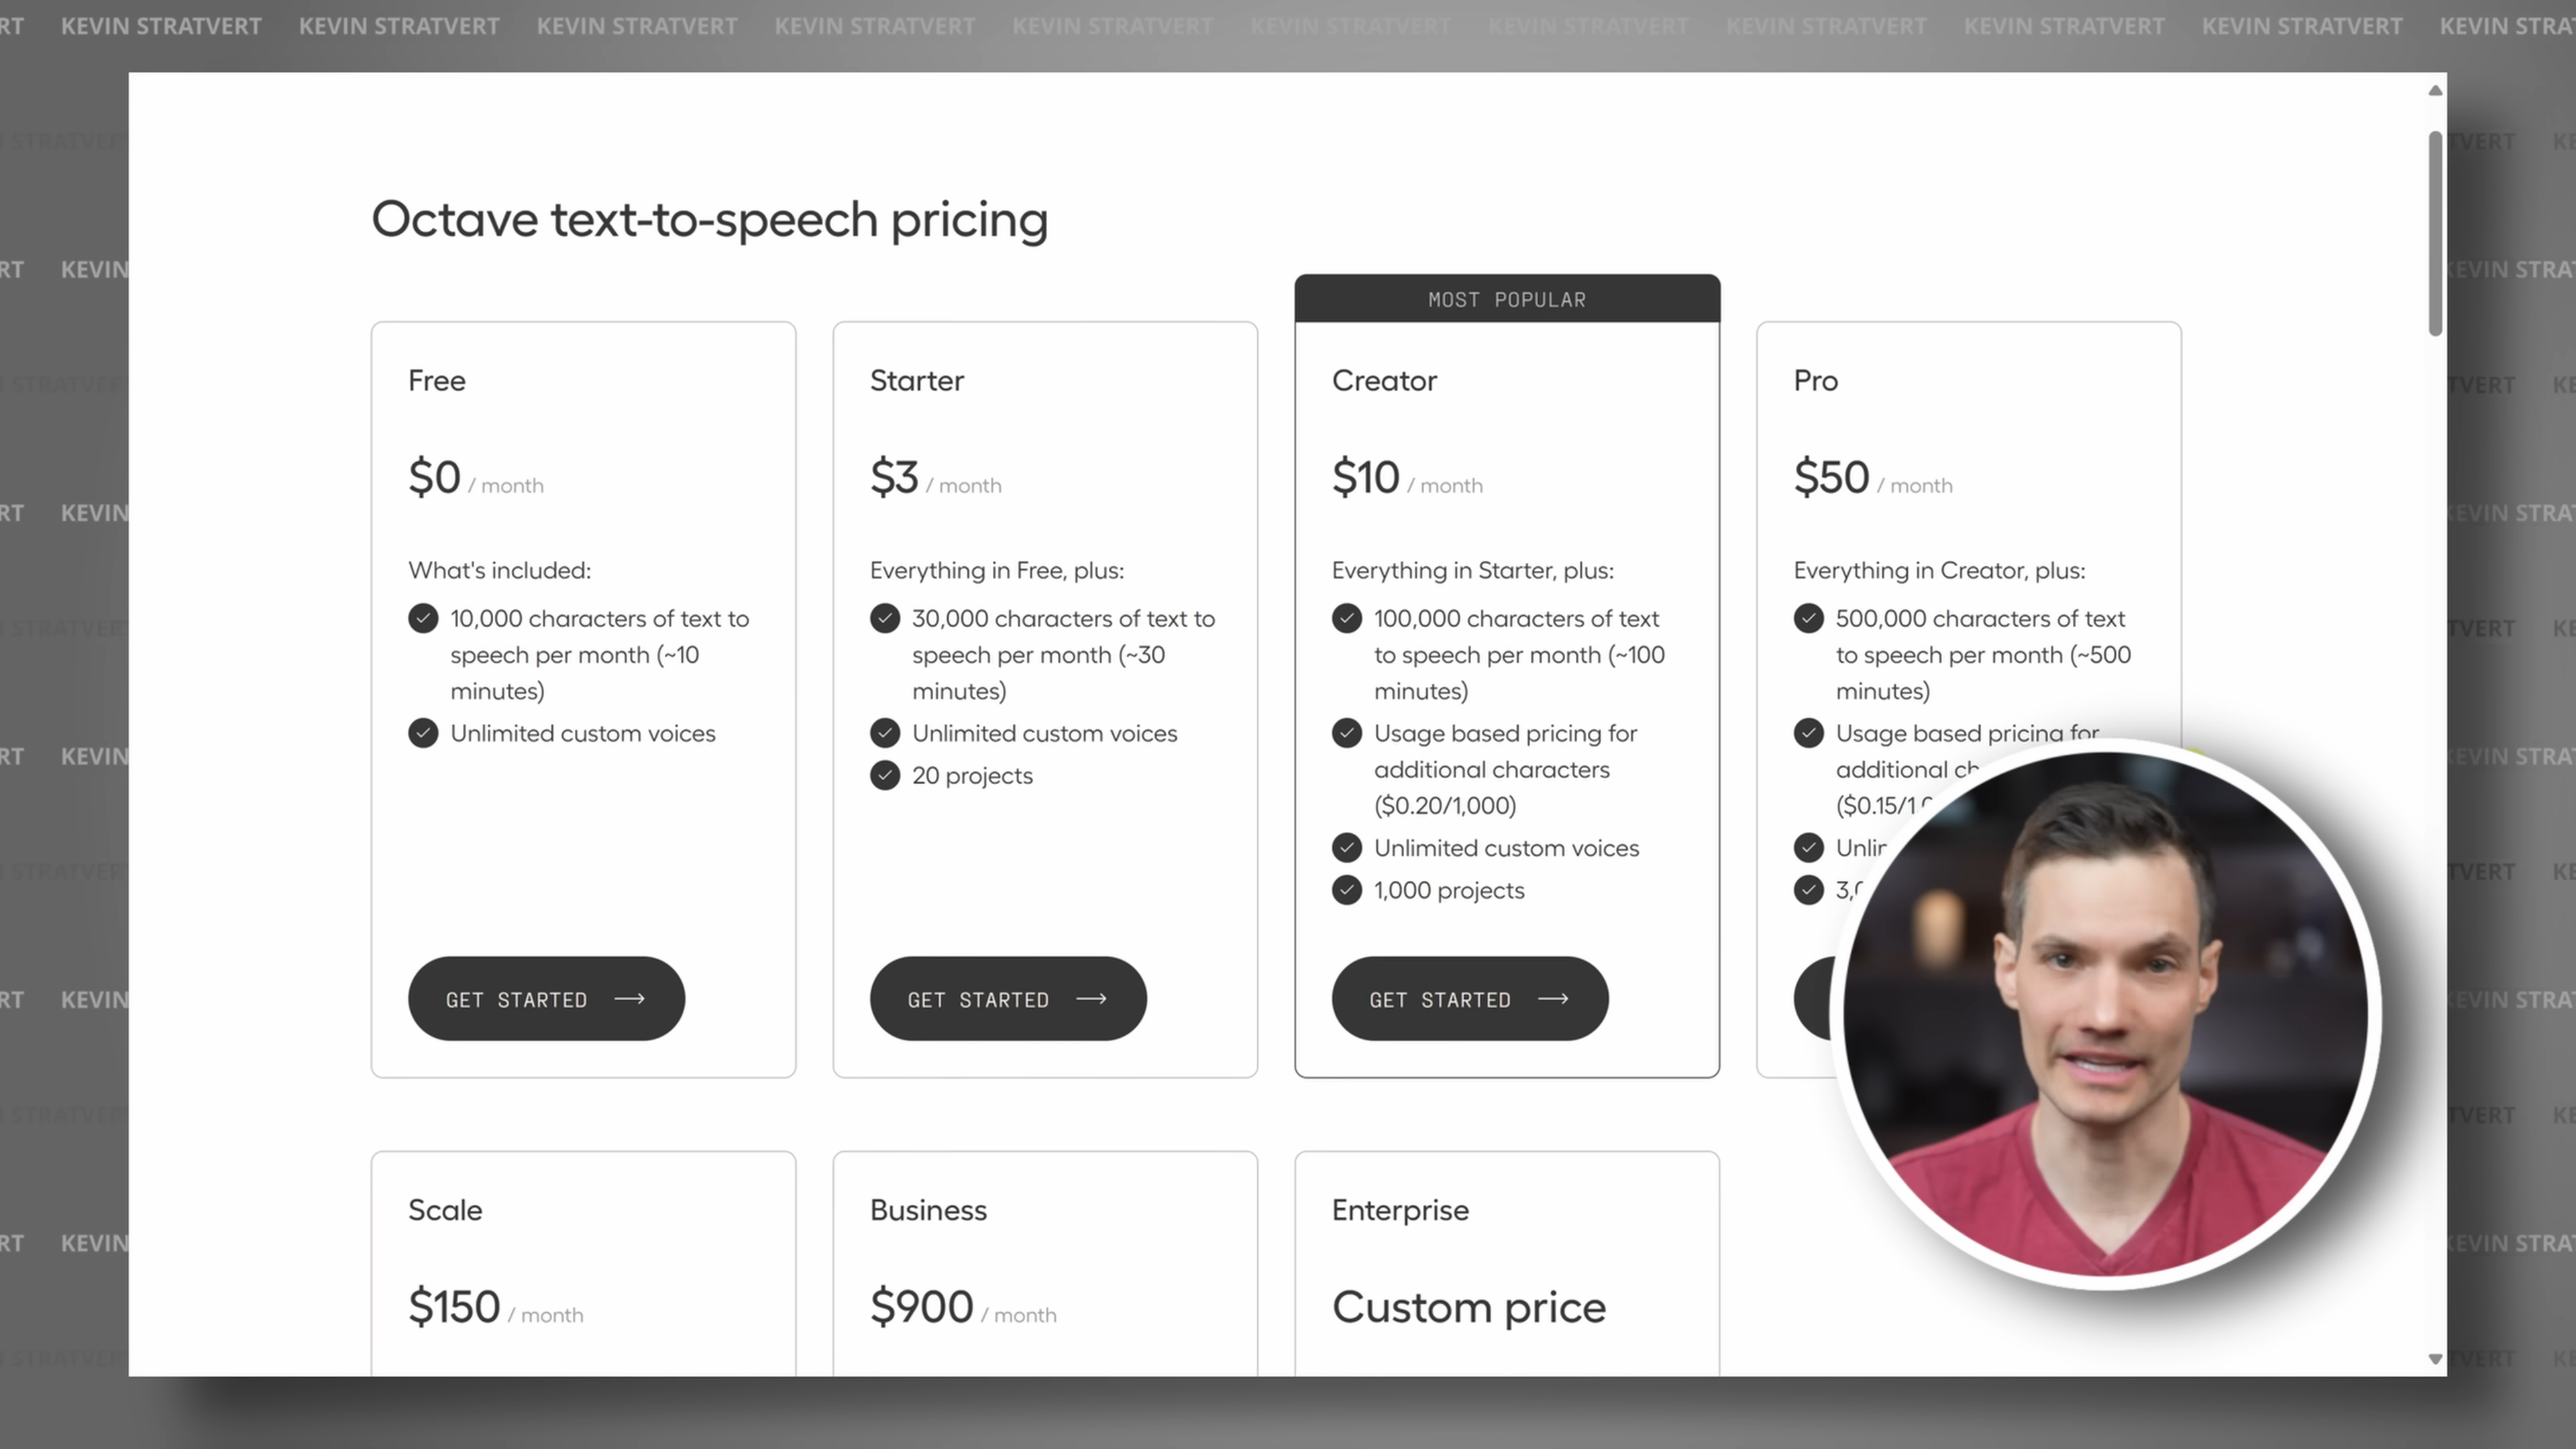 KEVIN STRATVERT KEVIN STRATVERT KEVIN STRATVERT KEVIN STRATVERT KEVIN STRATVERT KEVIN STRATVERT KEVIN STRATVERT KEVIN STRATVERT KEVIN STRATVERT KEVIN STRATVERT
Octave text-to-speech pricing
Free
$0 / month
What's included:
10,000 characters of text to
speech per month (~10
minutes)
Unlimited custom voices
GET STARTED
Starter
$3 / month
Everything in Free, plus:
30,000 characters of text to
speech per month (~30
minutes)
Unlimited custom voices
20 projects
GET STARTED
MOST POPULAR
Creator
$10 / month
Everything in Starter, plus:
100,000 characters of text
to speech per month (~100
minutes)
Usage based pricing for
additional characters
($0.20/1,000)
Unlimited custom voices
1,000 projects
GET STARTED
Pro
$50 / month
Everything in Creator, plus:
500,000 characters of text
to speech per month (~500
minutes)
Usage based pricing for
additional
Scale
$150 / month
Business
$900 / month
Enterprise
Custom price